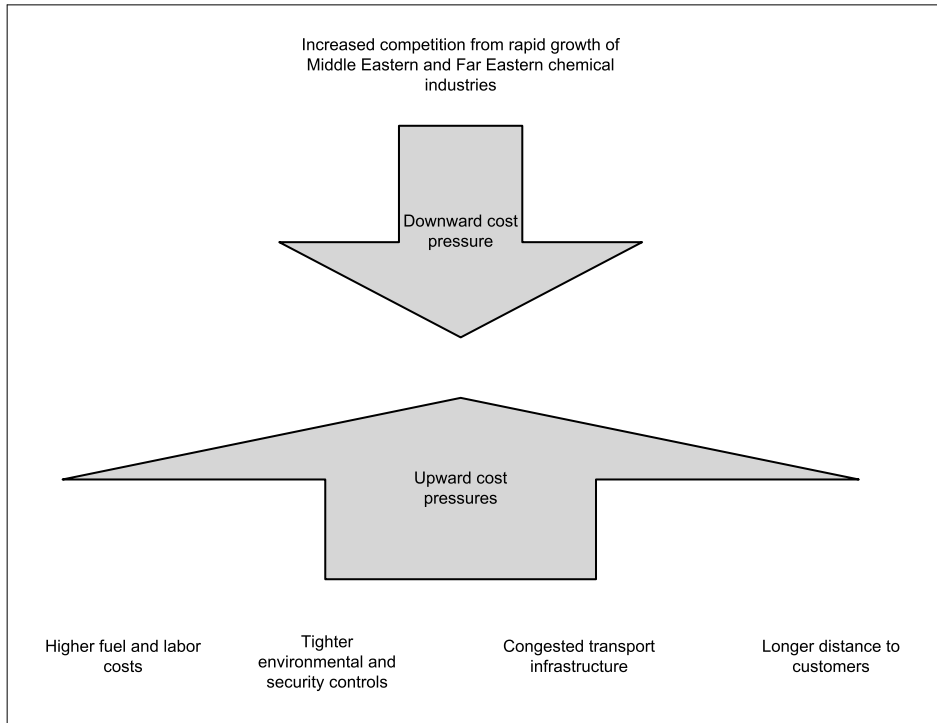 Increased competition from rapid growth of
Middle Eastern and Far Eastern chemical
industries
Downward cost
pressure
Upward cost
pressures
Higher fuel and labor
costs
Tighter
environmental and
security controls
Congested transport
infrastructure
Longer distance to
customers